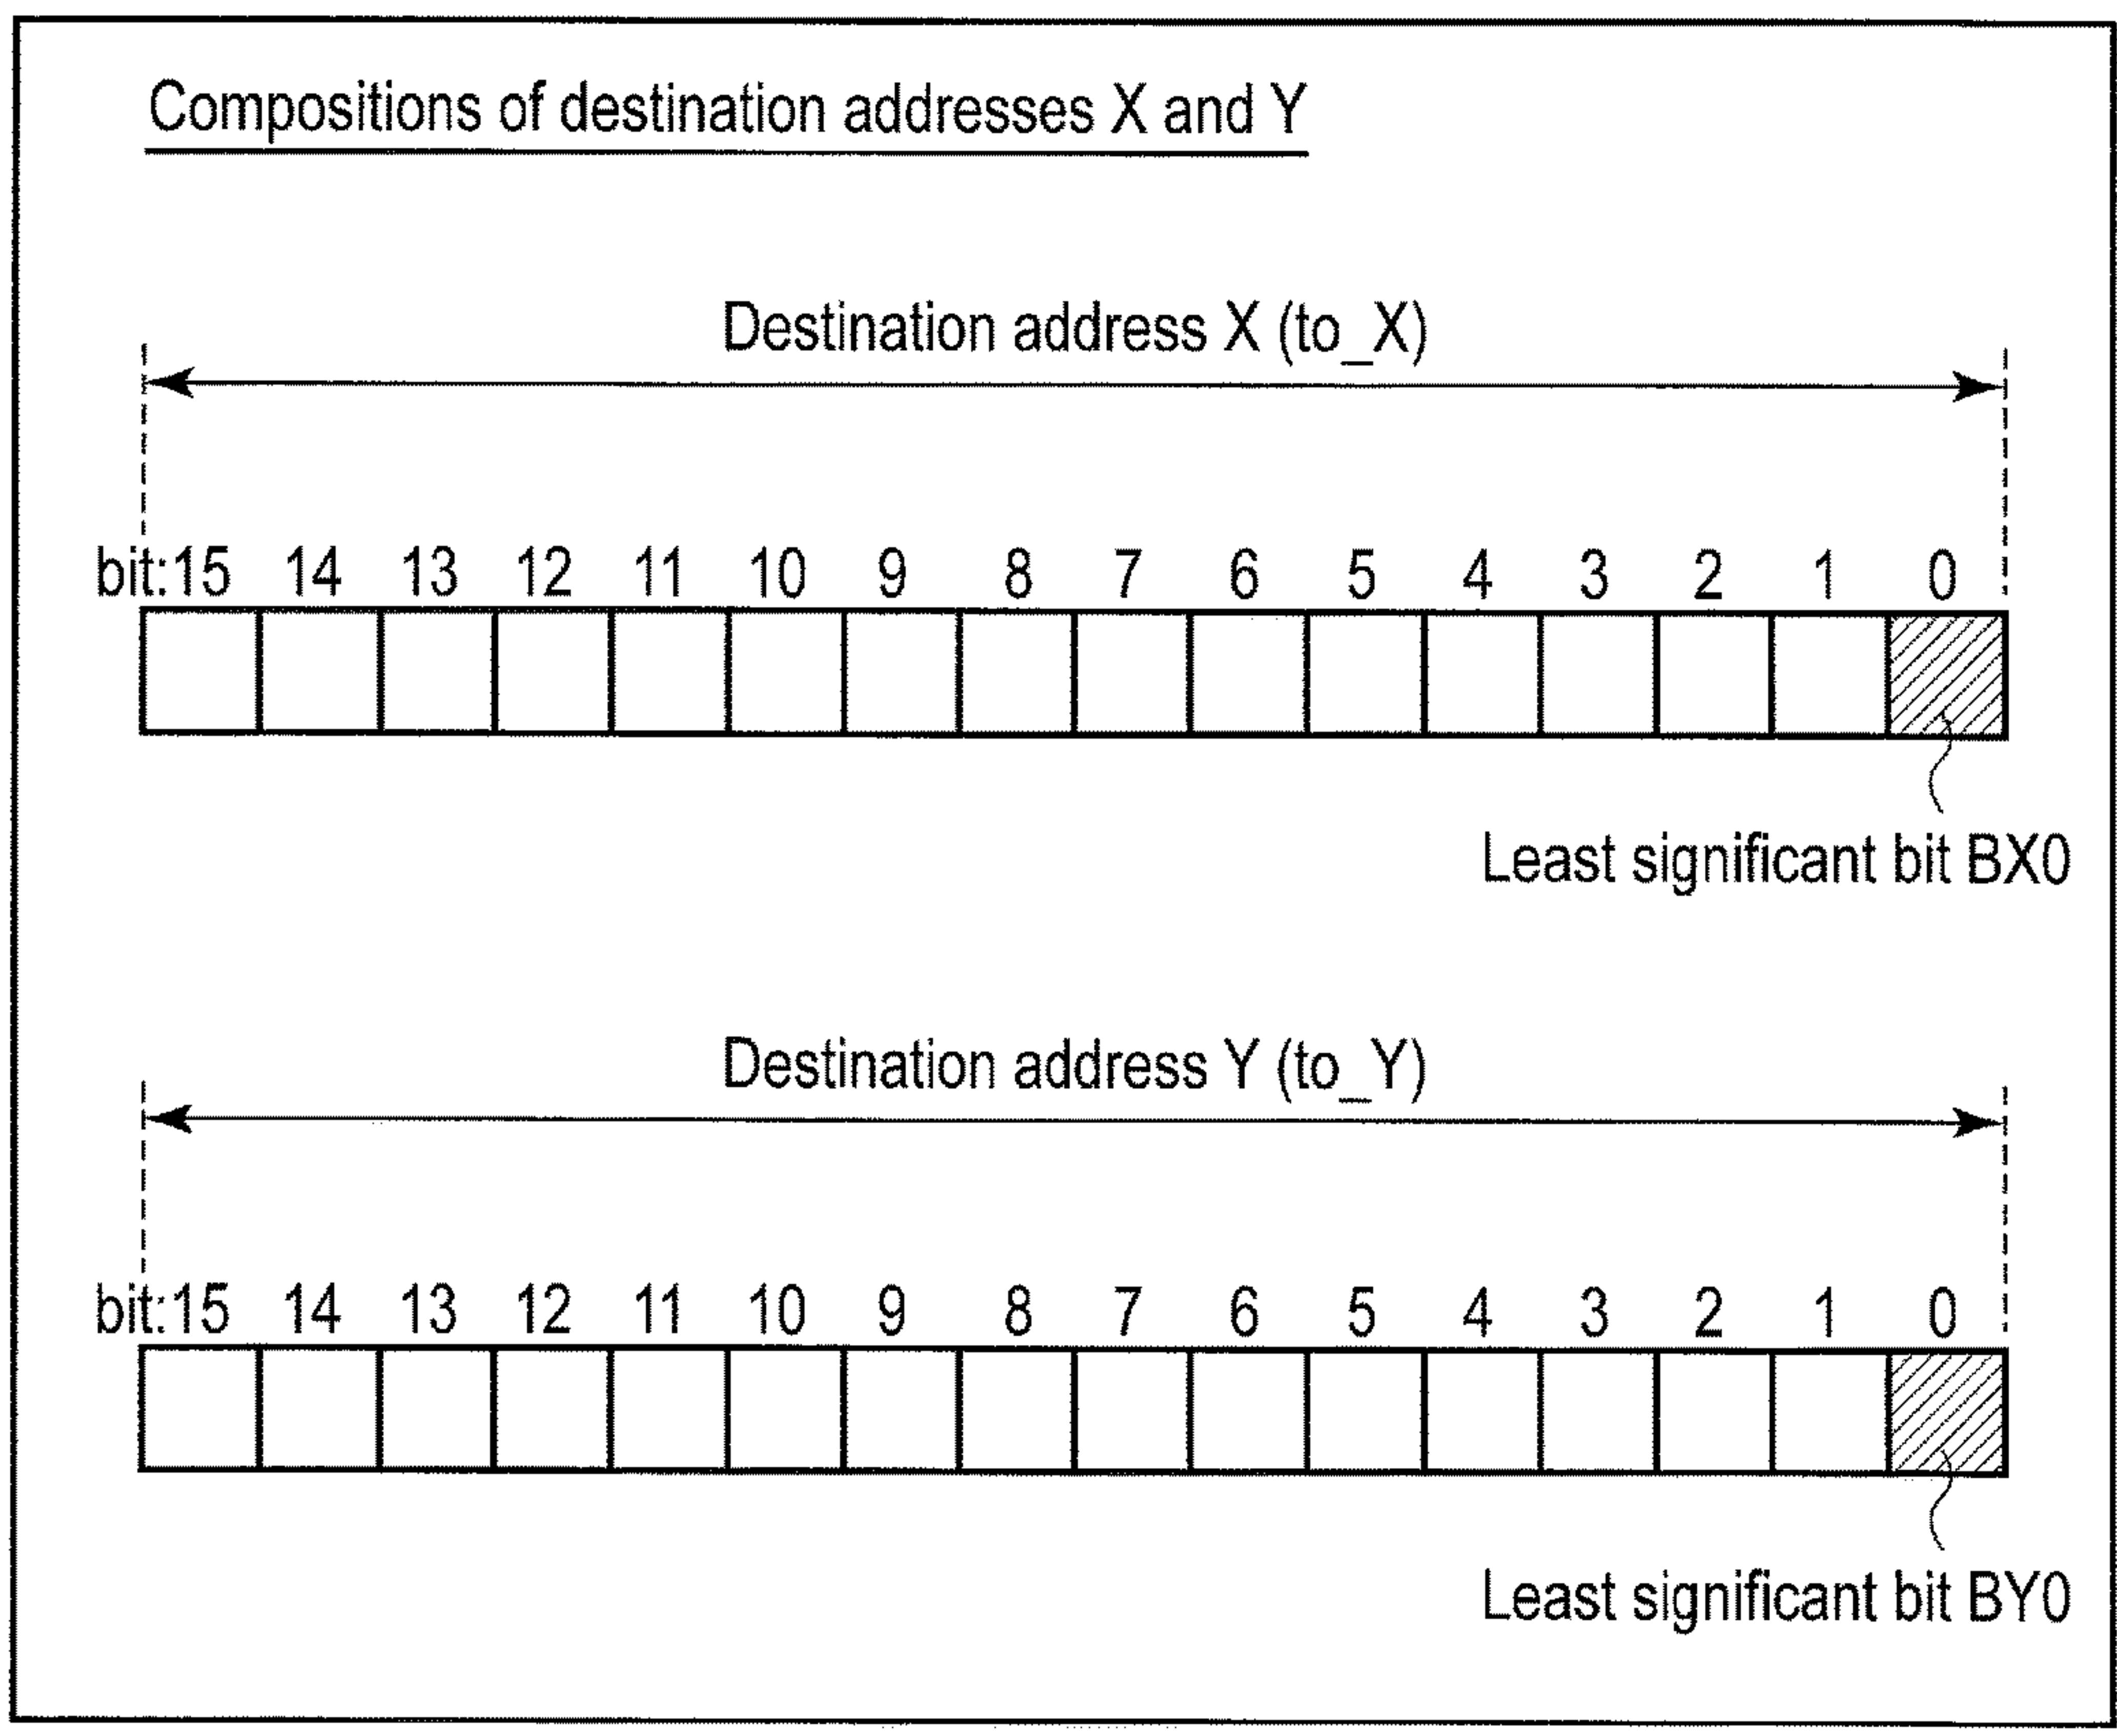 Compositions of destination addresses X and Y
Destination address X (to_X)
bit:15 14 13 12 11 10 9 8 7 6 5 4 3 2 1 0
Least significant bit BX0
Destination address Y (to_Y)
bit:15 14 13 12 11 10 9 8 7 6 5 4 3 2 1 0
Least significant bit BY0